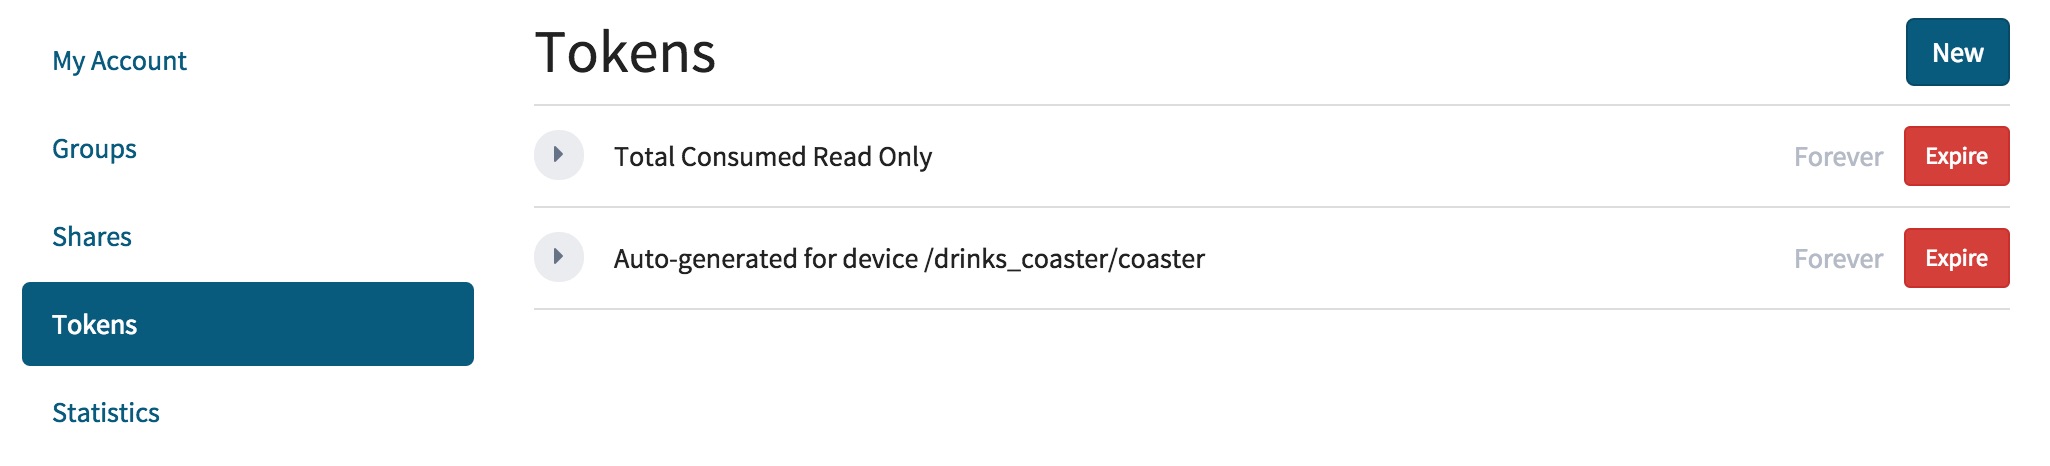 My Account
Groups
Shares
Tokens
Statistics
Tokens
New
Total Consumed Read Only Forever Expire
Auto-generated for device /drinks_coaster/coaster Forever Expire